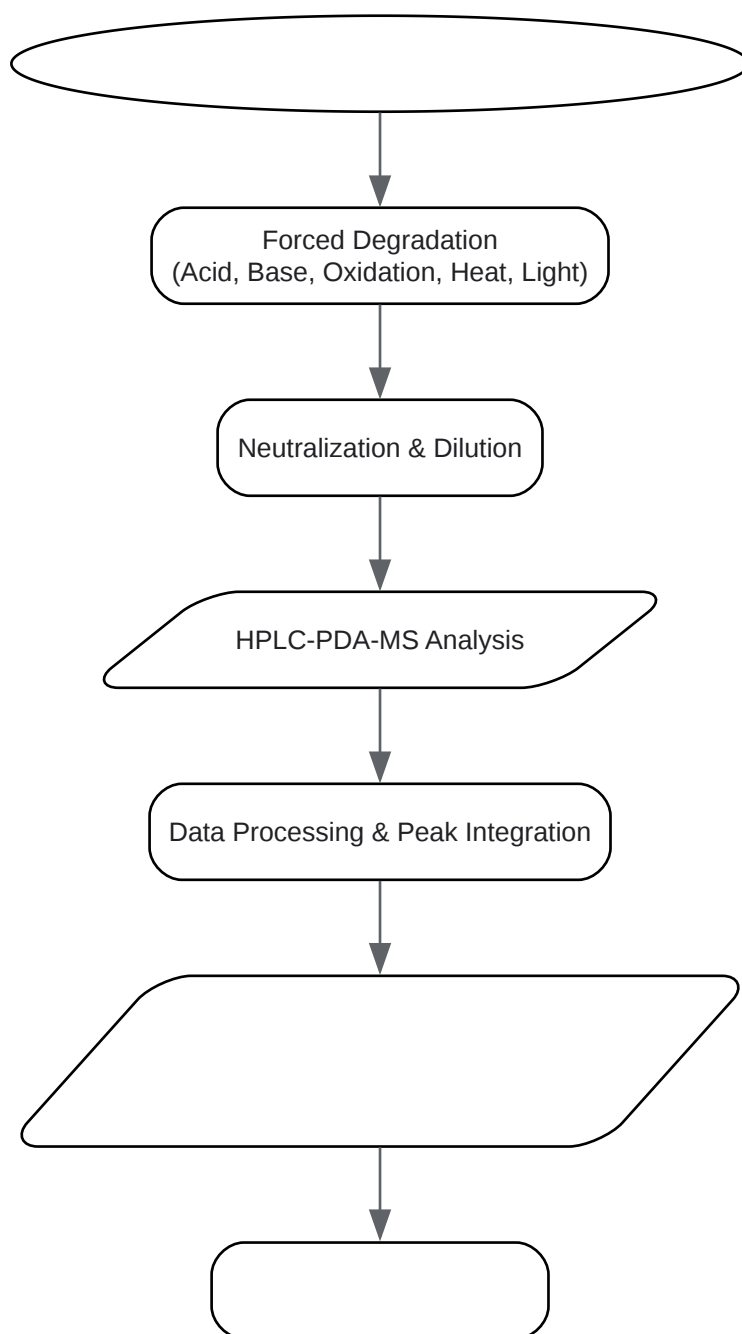 Forced Degradation
(Acid, Base, Oxidation, Heat, Light)
Neutralization & Dilution
HPLC-PDA-MS Analysis
Data Processing & Peak Integration